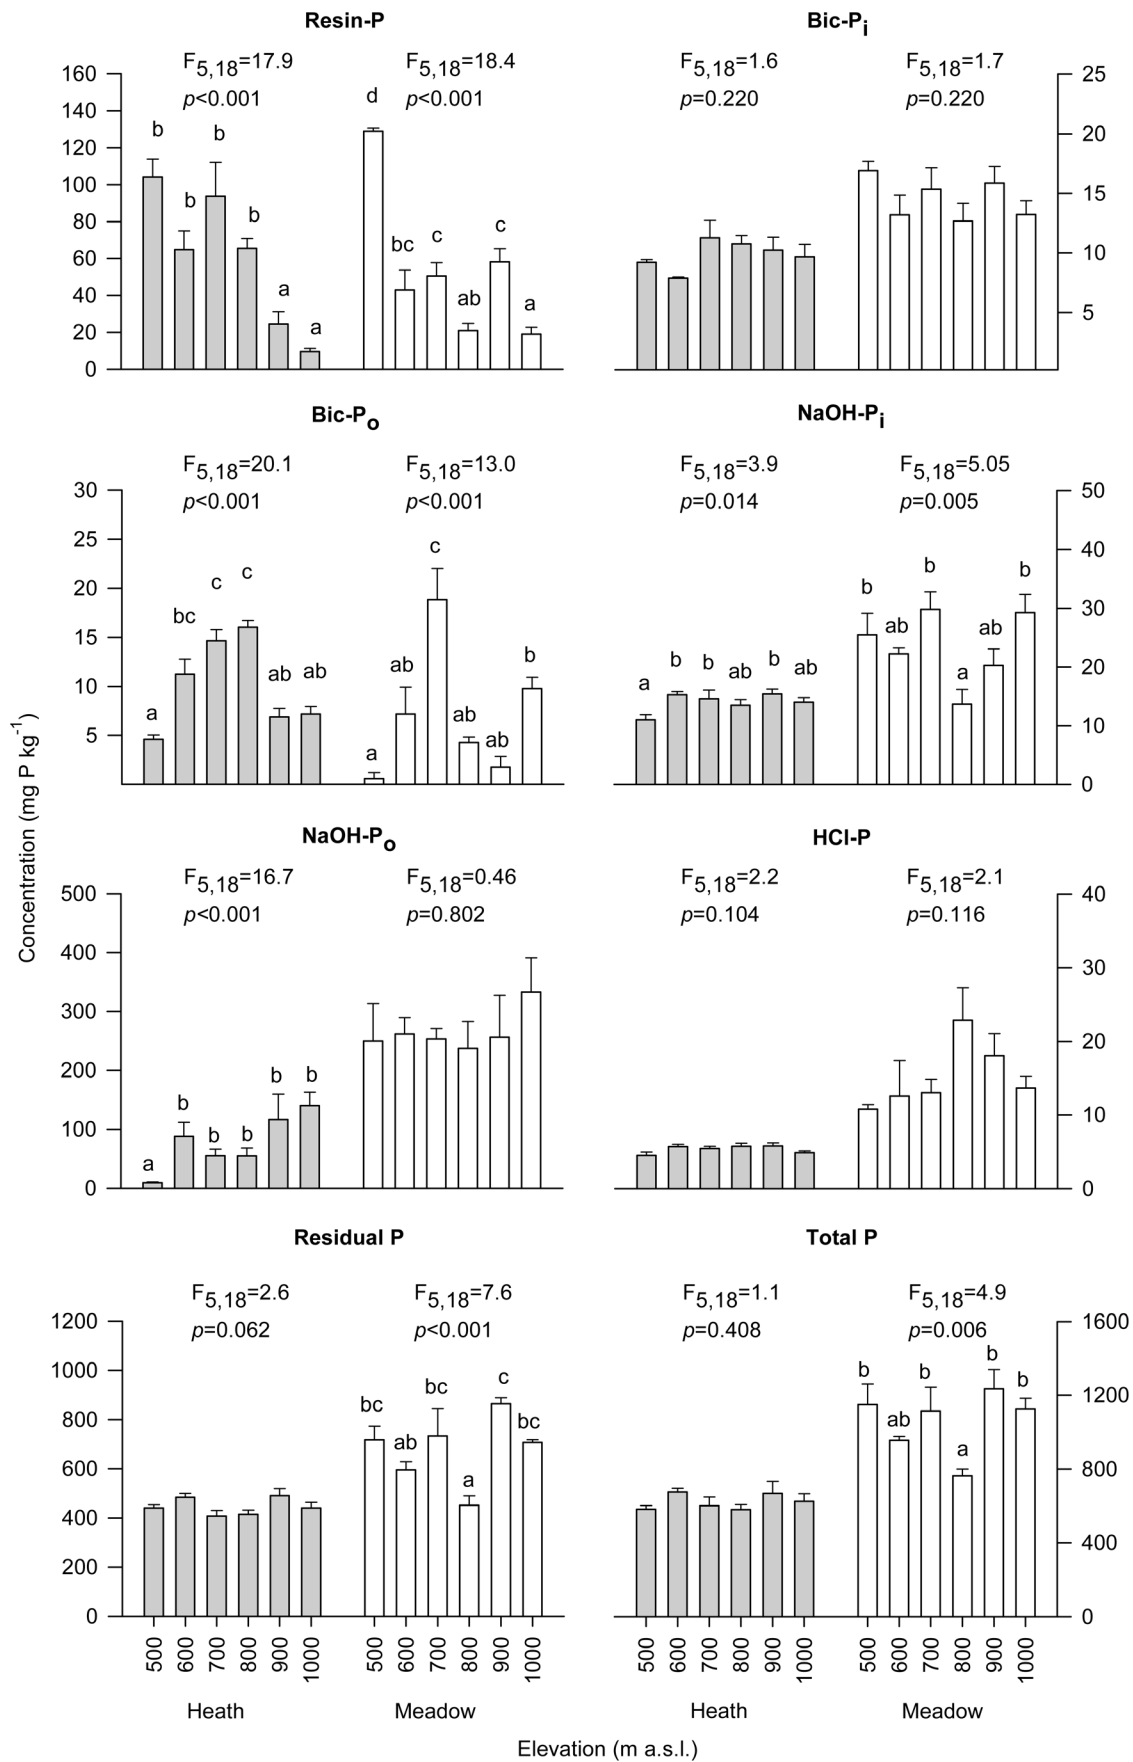 Resin-P
Bic-Pi
F5,18=17.9
p<0.001
F5,18=18.4
p<0.001
F5,18=1.6
p=0.220
F5,18=1.7
p=0.220
160
140
120
100
80
60
40
20
0
b
b
b
b
a
a
d
bc
c
ab
c
a
25
20
15
10
5
Bic-Po
NaOH-Pi
F5,18=20.1
p<0.001
F5,18=13.0
p<0.001
F5,18=3.9
p=0.014
F5,18=5.05
p=0.005
30
25
20
15
10
5
a
bc
c
c
ab
ab
a
ab
c
ab
ab
b
a
b
b
ab
b
ab
b
ab
b
a
ab
b
50
40
30
20
10
0
Concentration (mg P kg-1)
NaOH-Po
HCl-P
F5,18=16.7
p<0.001
F5,18=0.46
p=0.802
F5,18=2.2
p=0.104
F5,18=2.1
p=0.116
500
400
300
200
100
0
a
b
b
b
b
b
40
30
20
10
0
Residual P
Total P
F5,18=2.6
p=0.062
F5,18=7.6
p<0.001
F5,18=1.1
p=0.408
F5,18=4.9
p=0.006
1200
1000
800
600
400
200
0
bc
ab
bc
a
c
bc
b
ab
b
a
b
b
1600
1200
800
400
0
500 600 700 800 900 1000
500 600 700 800 900 1000
500 600 700 800 900 1000
500 600 700 800 900 1000
Heath
Meadow
Heath
Meadow
Elevation (m a.s.l.)